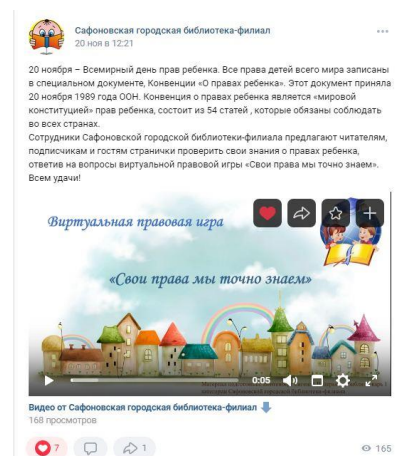 Сафоновская городская библиотека-филиал
20 ноя в 12:21
20 ноября – Всемирный день прав ребенка. Все права детей всего мира записаны
в специальном документе, Конвенции «О правах ребенка». Этот документ приняла
20 ноября 1989 года ООН. Конвенция о правах ребенка является «мировой
конституцией» прав ребенка, состоит из 54 статей , которые обязаны соблюдать
во всех странах.
Сотрудники Сафоновской городской библиотеки-филиала предлагают читателям,
подписчикам и гостям странички проверить свои знания о правах ребенка,
ответив на вопросы виртуальной правовой игры «Свои права мы точно знаем».
Всем удачи!
Виртуальная правовая игра
«Свои права мы точно знаем»
0:05
Видео от Сафоновская городская библиотека-филиал
168 просмотров
7 1 165